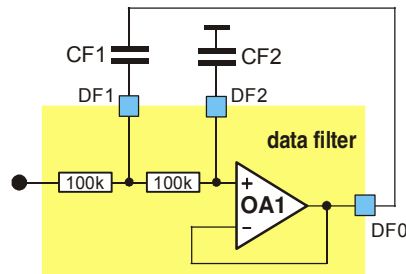 CF1
CF2
DF1
DF2
data filter
100k
100k
+
OA1
−
DF0